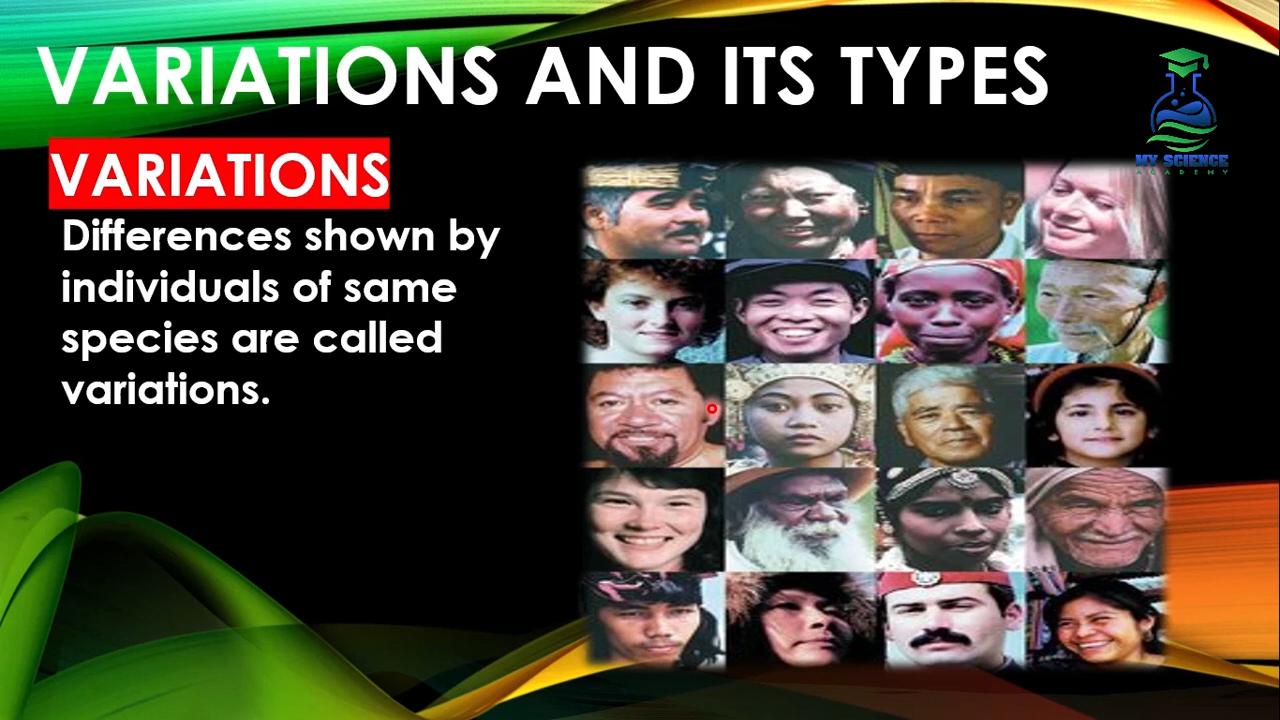 VARIATIONS AND ITS TYPES
MY SCIENCE
ACADEMY
VARIATIONS
Differences shown by
individuals of same
species are called
variations.